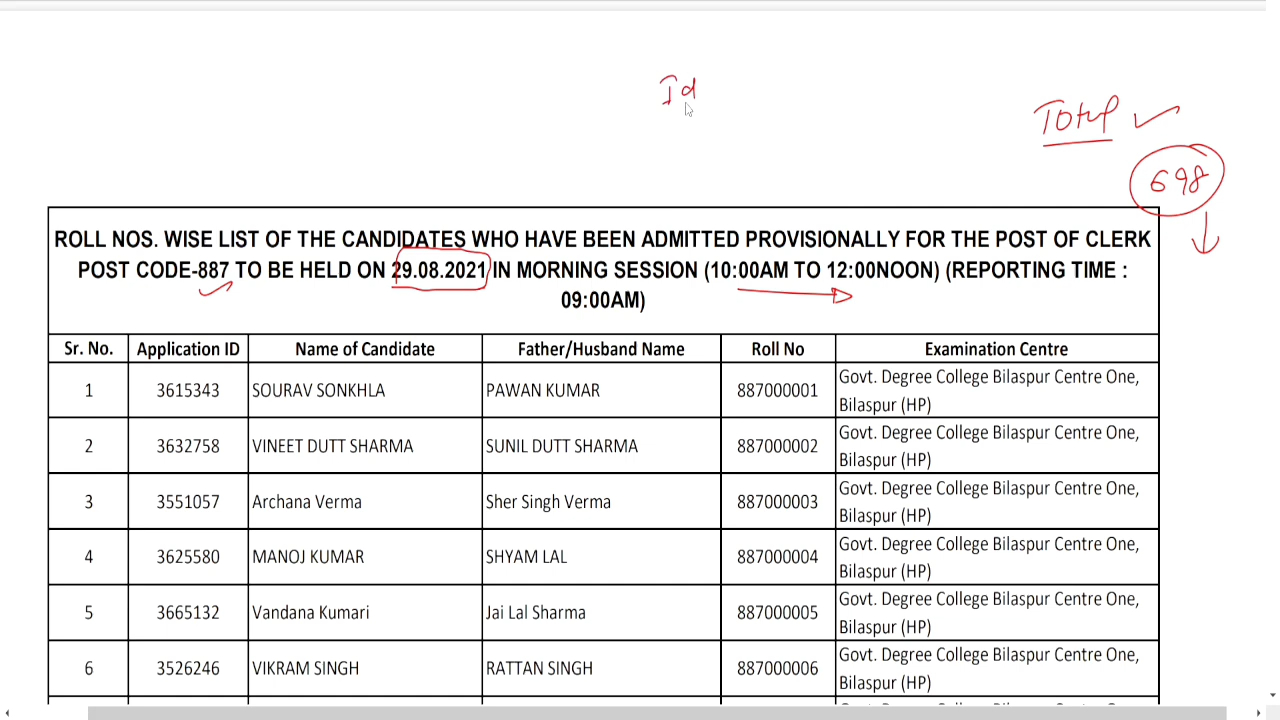 Id
Total
698
ROLL NOS. WISE LIST OF THE CANDIDATES WHO HAVE BEEN ADMITTED PROVISIONALLY FOR THE POST OF CLERK
POST CODE-887 TO BE HELD ON 29.08.2021 IN MORNING SESSION (10:00AM TO 12:00NOON) (REPORTING TIME :
09:00AM)
Sr. No. Application ID Name of Candidate Father/Husband Name Roll No Examination Centre
1 3615343 SOURAV SONKHLA PAWAN KUMAR 887000001 Govt. Degree College Bilaspur Centre One,
Bilaspur (HP)
2 3632758 VINEET DUTT SHARMA SUNIL DUTT SHARMA 887000002 Govt. Degree College Bilaspur Centre One,
Bilaspur (HP)
3 3551057 Archana Verma Sher Singh Verma 887000003 Govt. Degree College Bilaspur Centre One,
Bilaspur (HP)
4 3625580 MANOJ KUMAR SHYAM LAL 887000004 Govt. Degree College Bilaspur Centre One,
Bilaspur (HP)
5 3665132 Vandana Kumari Jai Lal Sharma 887000005 Govt. Degree College Bilaspur Centre One,
Bilaspur (HP)
6 3526246 VIKRAM SINGH RATTAN SINGH 887000006 Govt. Degree College Bilaspur Centre One,
Bilaspur (HP)